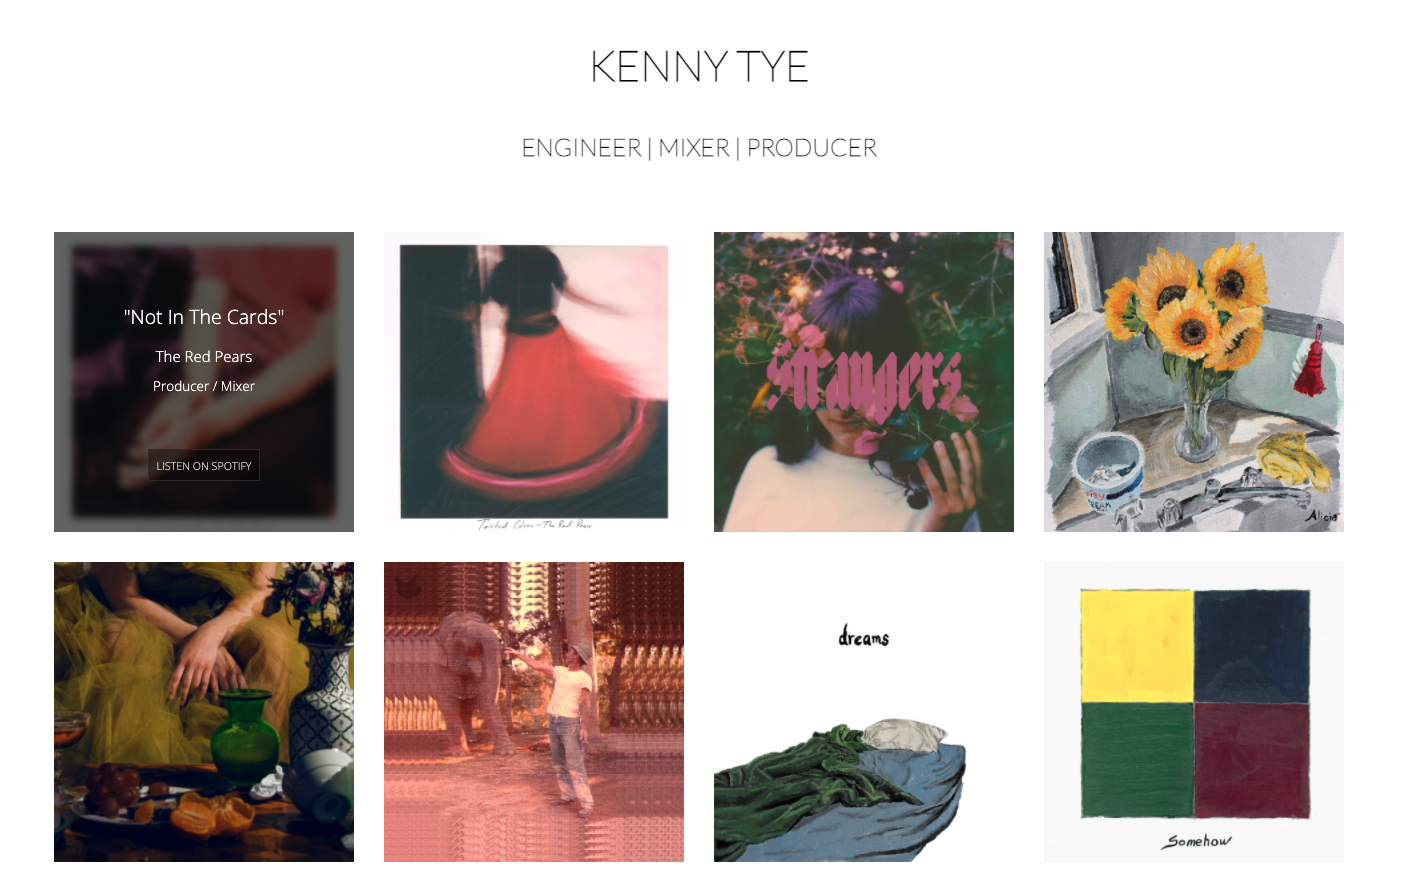 KENNY TYE
ENGINEER | MIXER | PRODUCER
"Not In The Cards"
The Red Pears
Producer / Mixer
LISTEN ON SPOTIFY
Twisted Colors - The Red Pears
strangers
Alicia
dreams
Somehow